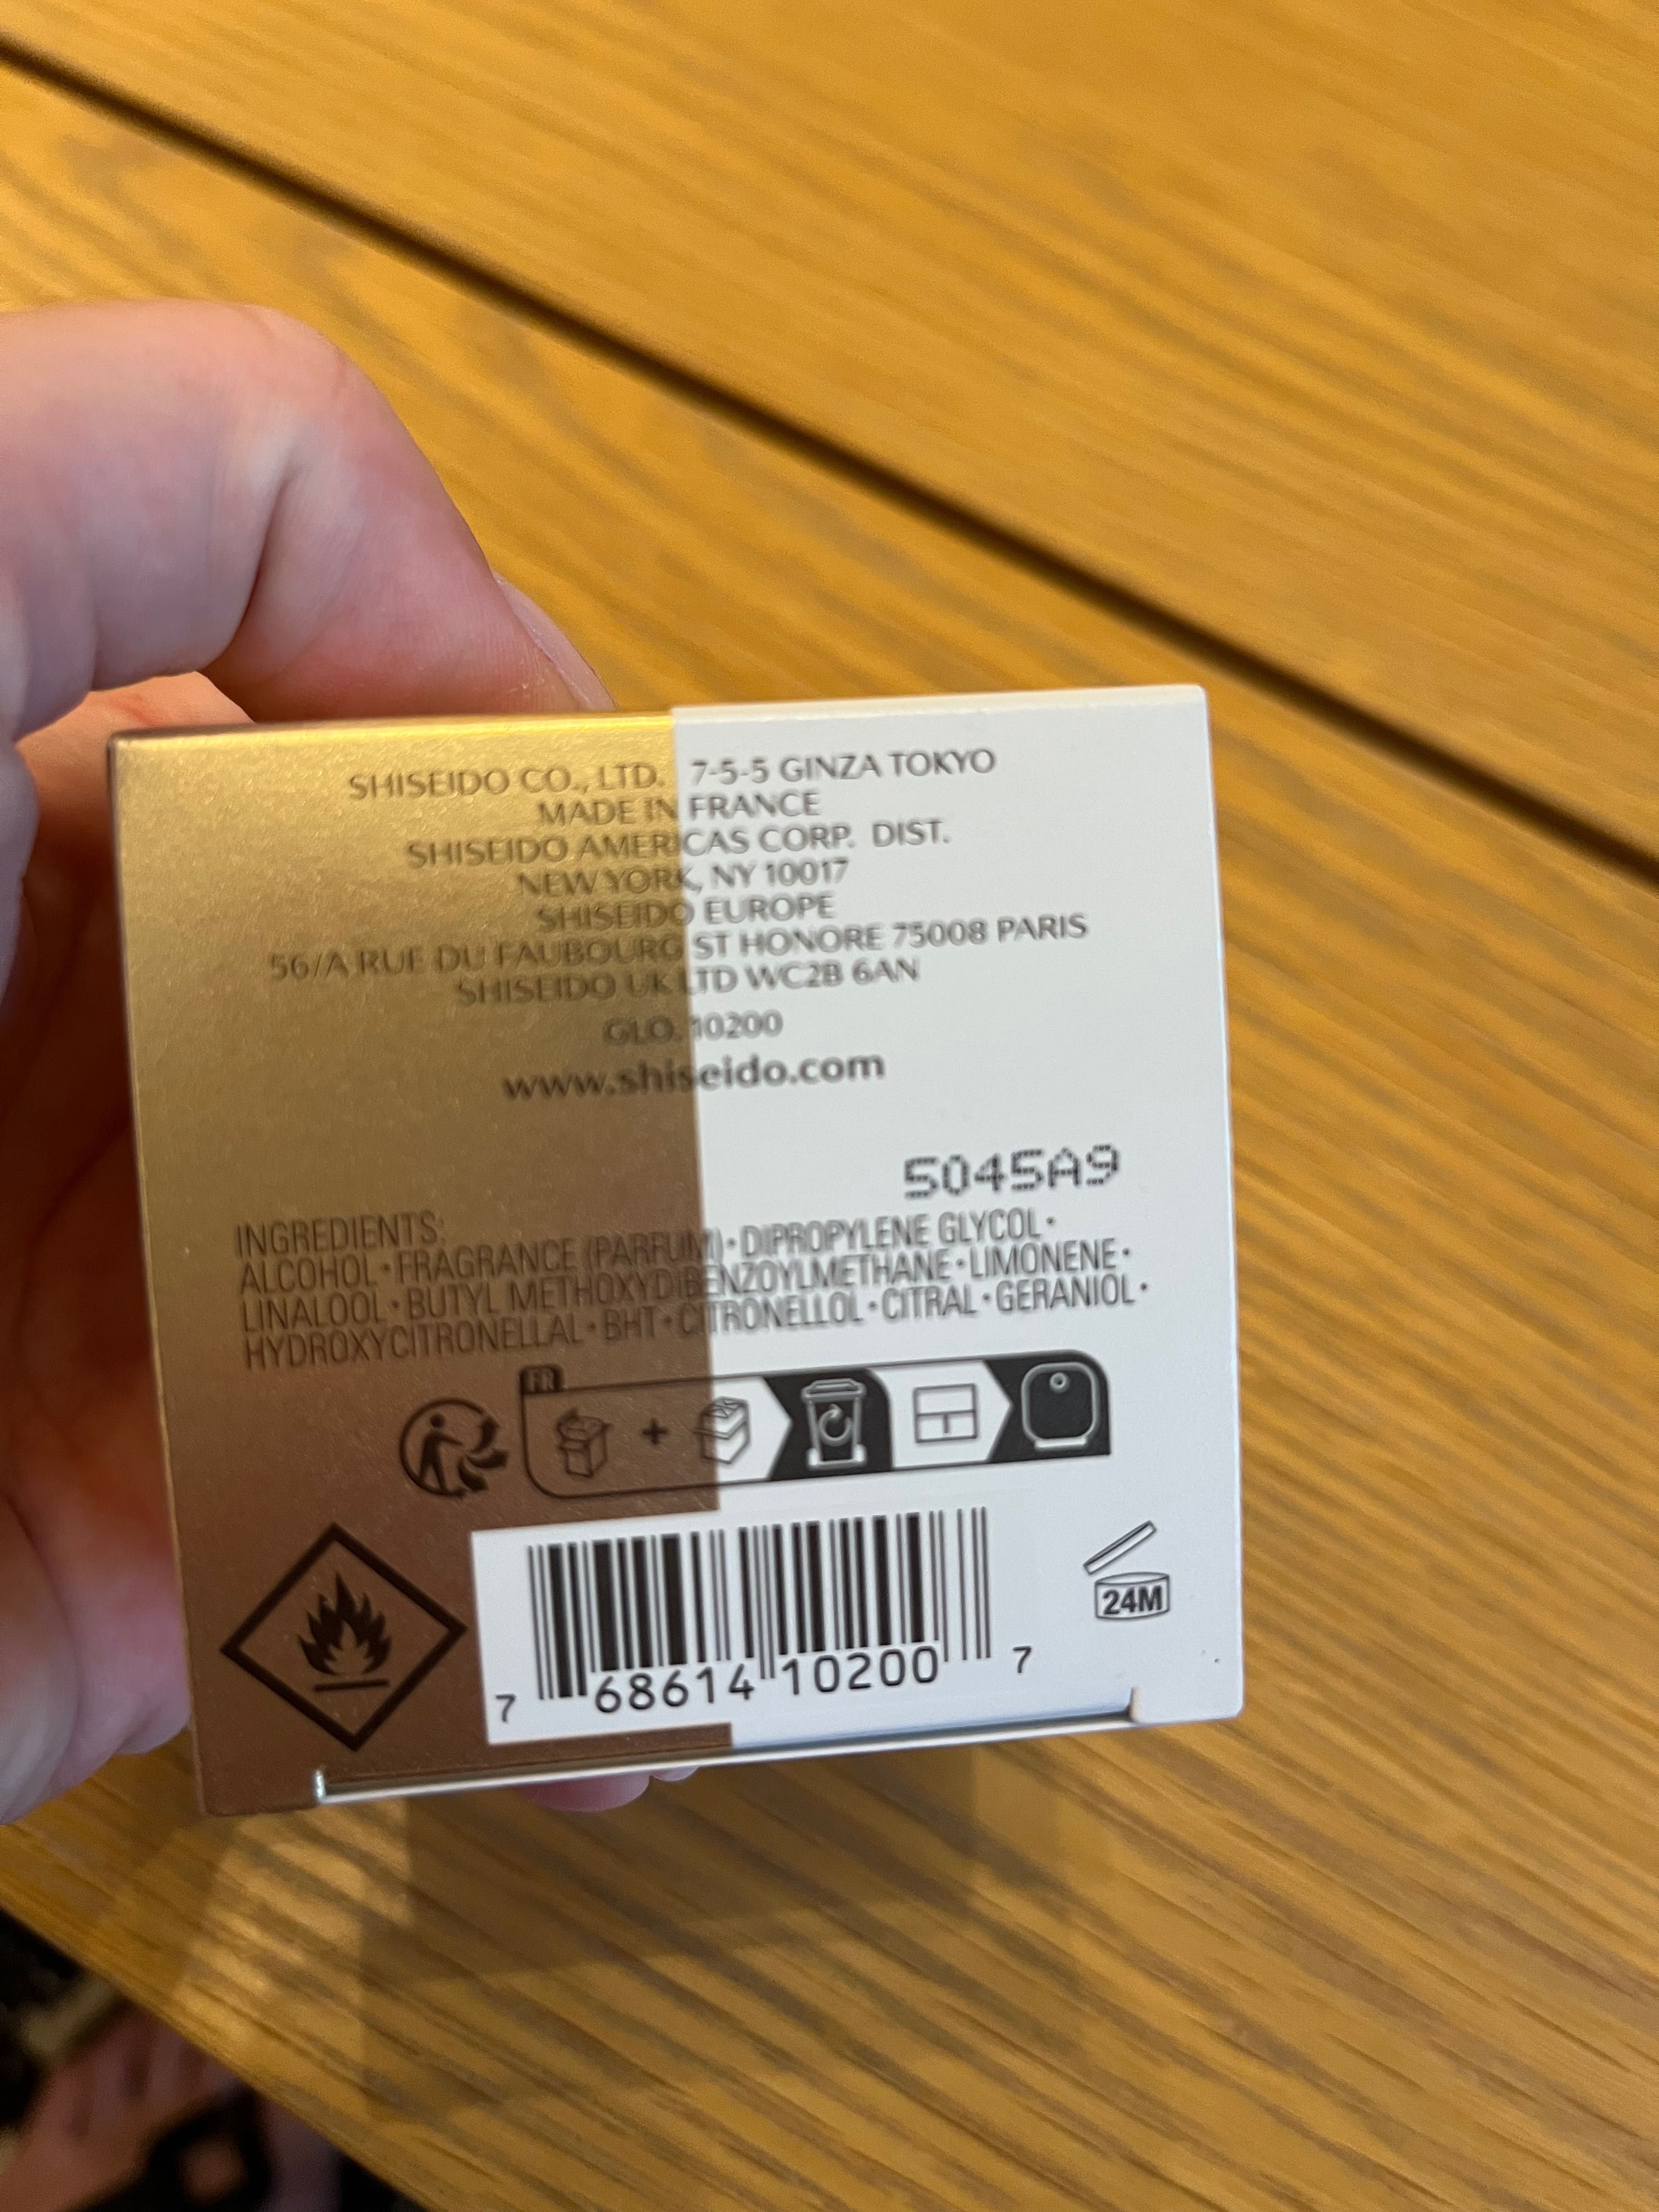 SHISEIDO CO., LTD. 7-5-5 GINZA TOKYO
MADE IN FRANCE
SHISEIDO AMERICAS CORP. DIST.
NEW YORK, NY 10017
SHISEIDO EUROPE
56/A RUE DU FAUBOURG ST HONORE 75008 PARIS
SHISEIDO UK LTD WC2B 6AN
GLO. 10200
www.shiseido.com
5045A9
INGREDIENTS:
ALCOHOL・FRAGRANCE (PARFUM)・DIPROPYLENE GLYCOL・
LINALOOL・BUTYL METHOXYDIBENZOYLMETHANE・LIMONENE・
HYDROXYCITRONELLAL・BHT・CITRONELLOL・CITRAL・GERANIOL・
FR
+
24M
7 68614 10200 7